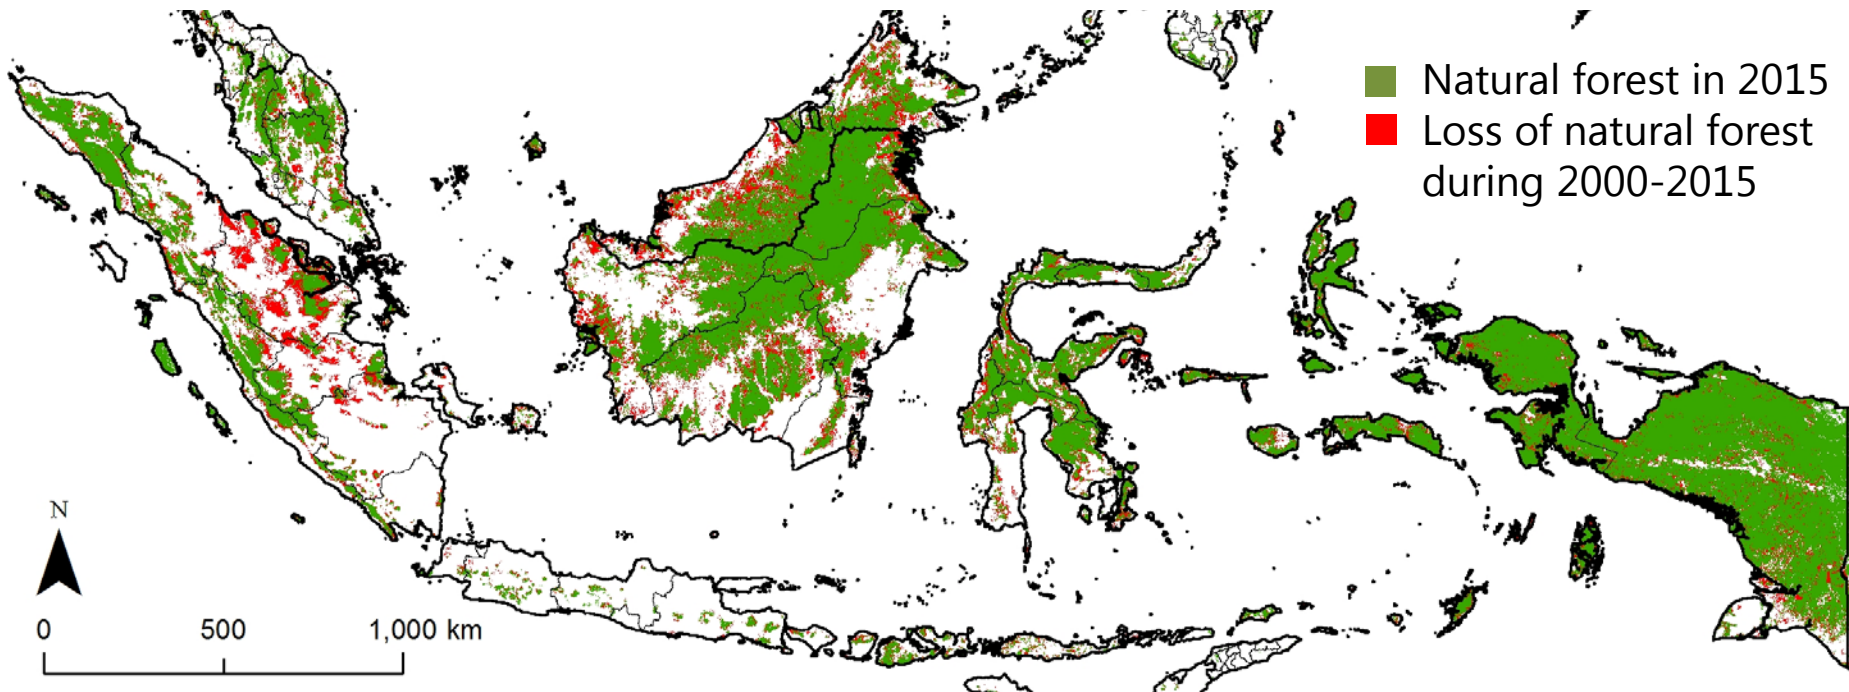 Natural forest in 2015
Loss of natural forest
during 2000-2015
N
0 500 1,000 km